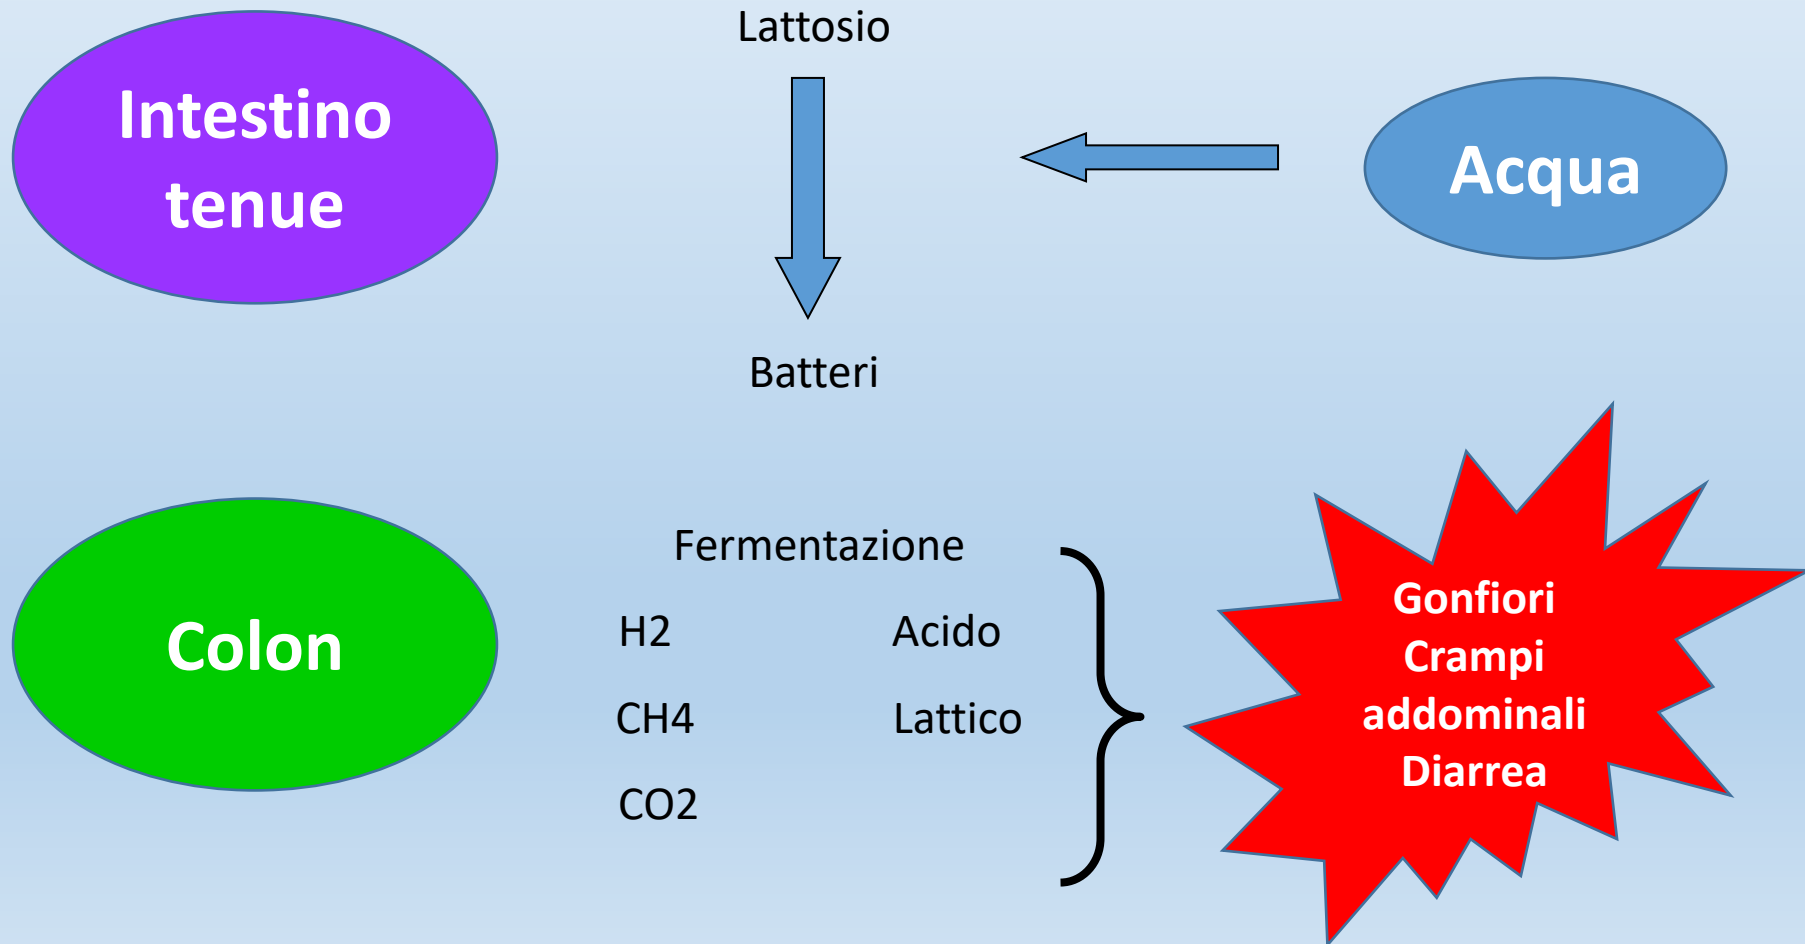 Lattosio
Intestino
tenue
Acqua
Batteri
Colon
Fermentazione
H2 Acido
CH4 Lattico
CO2
Gonfiori
Crampi
addominali
Diarrea